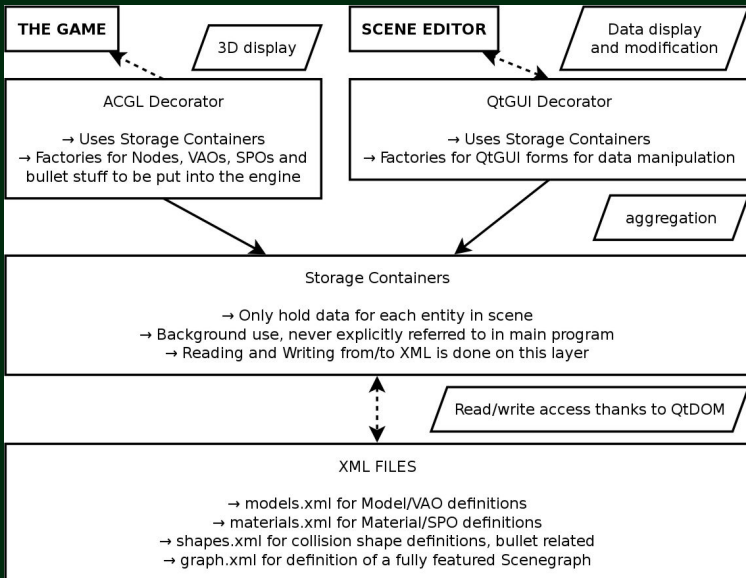 THE GAME
3D display
SCENE EDITOR
Data display
and modification
ACGL Decorator
→ Uses Storage Containers
→ Factories for Nodes, VAOs, SPOs and
bullet stuff to be put into the engine
QtGUI Decorator
→ Uses Storage Containers
→ Factories for QtGUI forms for data manipulation
aggregation
Storage Containers
→ Only hold data for each entity in scene
→ Background use, never explicitly referred to in main program
→ Reading and Writing from/to XML is done on this layer
Read/write access thanks to QtDOM
XML FILES
→ models.xml for Model/VAO definitions
→ materials.xml for Material/SPO definitions
→ shapes.xml for collision shape definitions, bullet related
→ graph.xml for definition of a fully featured Scenegraph